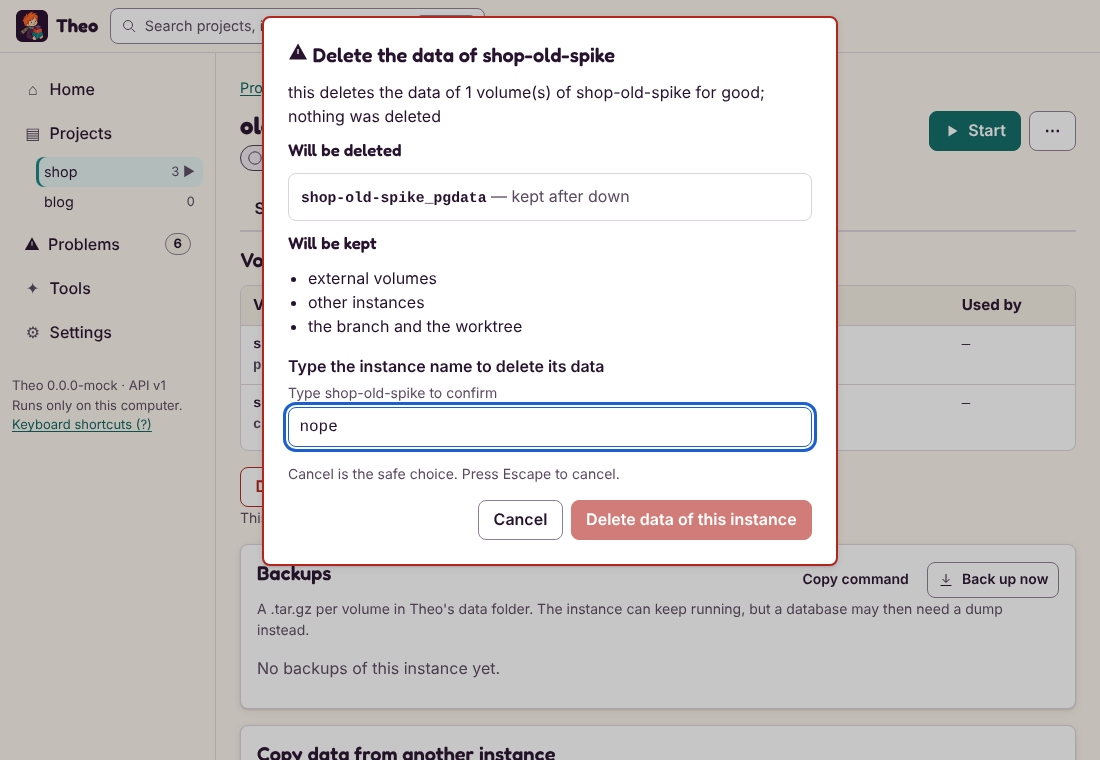 Theo
Search projects, i
Delete the data of shop-old-spike
this deletes the data of 1 volume(s) of shop-old-spike for good;
nothing was deleted
Will be deleted
shop-old-spike_pgdata — kept after down
Will be kept
external volumes
other instances
the branch and the worktree
Type the instance name to delete its data
Type shop-old-spike to confirm
nope
Cancel is the safe choice. Press Escape to cancel.
Cancel
Delete data of this instance
Home
Projects
shop 3
blog 0
Problems 6
Tools
Settings
Theo 0.0.0-mock · API v1
Runs only on this computer.
Keyboard shortcuts (?)
Start
Used by
—
—
Backups
Copy command
Back up now
A .tar.gz per volume in Theo's data folder. The instance can keep running, but a database may then need a dump
instead.
No backups of this instance yet.
Copy data from another instance